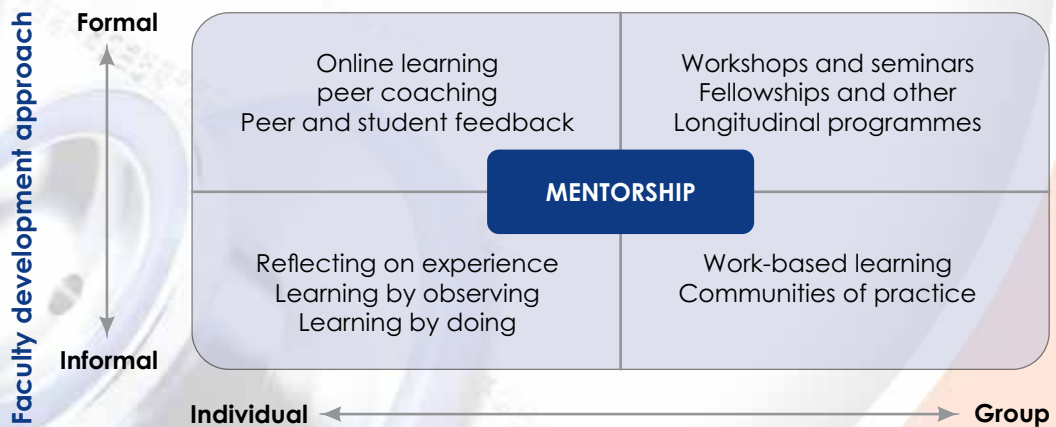 Faculty development approach
Formal
Online learning
peer coaching
Peer and student feedback
Workshops and seminars
Fellowships and other
Longitudinal programmes
MENTORSHIP
Reflecting on experience
Learning by observing
Learning by doing
Work-based learning
Communities of practice
Informal
Individual
Group